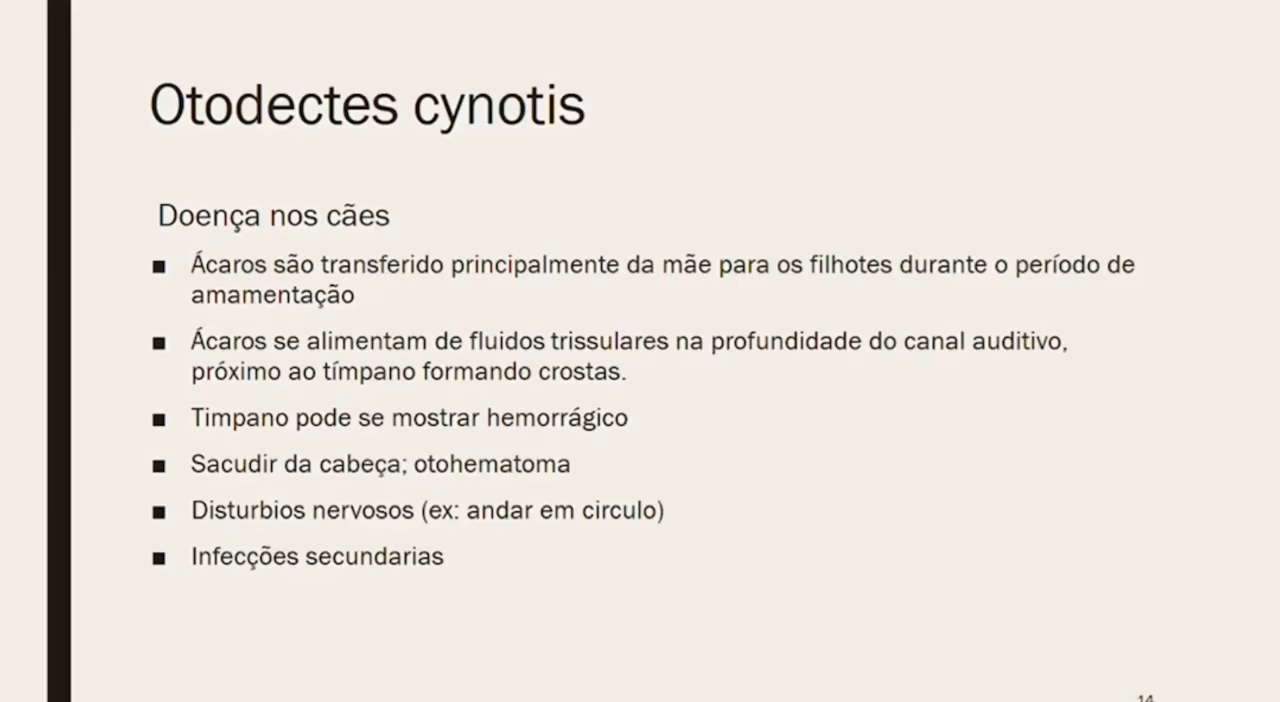 Otodectes cynotis
Doença nos cães
■ Ácaros são transferido principalmente da mãe para os filhotes durante o período de
amamentação
■ Ácaros se alimentam de fluidos trissulares na profundidade do canal auditivo,
próximo ao tímpano formando crostas.
■ Timpano pode se mostrar hemorrágico
■ Sacudir da cabeça; otohematoma
■ Disturbios nervosos (ex: andar em circulo)
■ Infecções secundarias
14